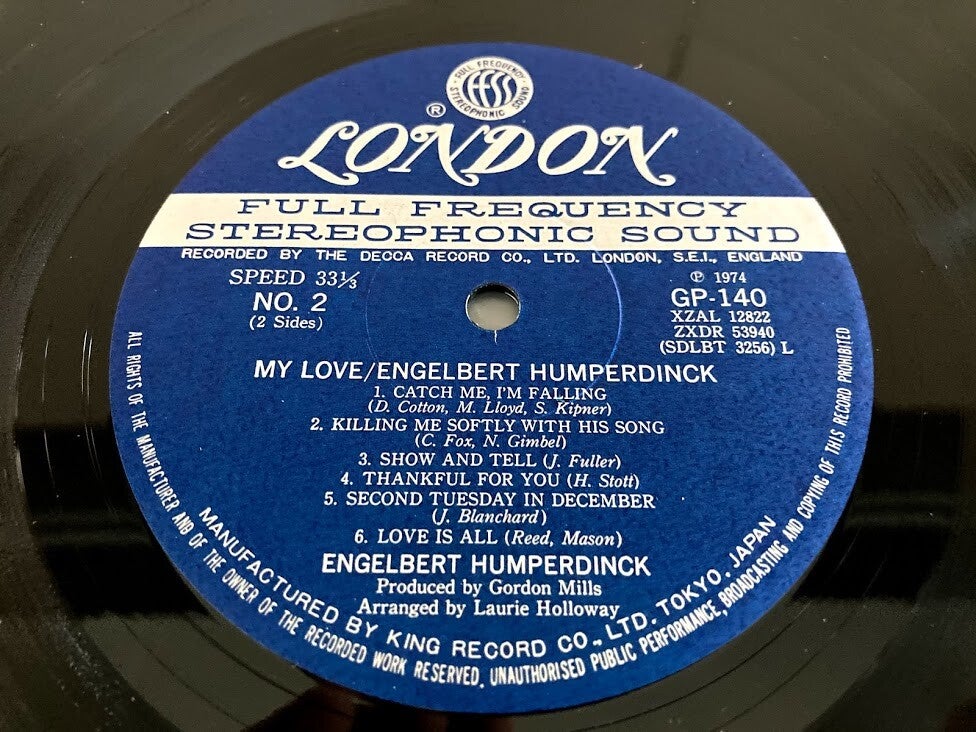 FULL FREQUENCY
FFSS
STEREOPHONIC SOUND
®
LONDON
FULL FREQUENCY
STEREOPHONIC SOUND
RECORDED BY THE DECCA RECORD CO., LTD. LONDON, S.E.I., ENGLAND
SPEED 33⅓
NO. 2
(2 Sides)
℗ 1974
GP-140
XZAL 12822
ZXDR 53940
(SDLBT 3256) L
MY LOVE/ENGELBERT HUMPERDINCK
1. CATCH ME, I'M FALLING
(D. Cotton, M. Lloyd, S. Kipner)
2. KILLING ME SOFTLY WITH HIS SONG
(C. Fox, N. Gimbel)
3. SHOW AND TELL (J. Fuller)
4. THANKFUL FOR YOU (H. Stott)
5. SECOND TUESDAY IN DECEMBER
(J. Blanchard)
6. LOVE IS ALL (Reed, Mason)
ENGELBERT HUMPERDINCK
Produced by Gordon Mills
Arranged by Laurie Holloway
MANUFACTURED BY KING RECORD CO., LTD. TOKYO. JAPAN
ALL RIGHTS OF THE MANUFACTURER AND OF THE OWNER OF THE RECORDED WORK RESERVED. UNAUTHORISED PUBLIC PERFORMANCE, BROADCASTING AND COPYING OF THIS RECORD PROHIBITED